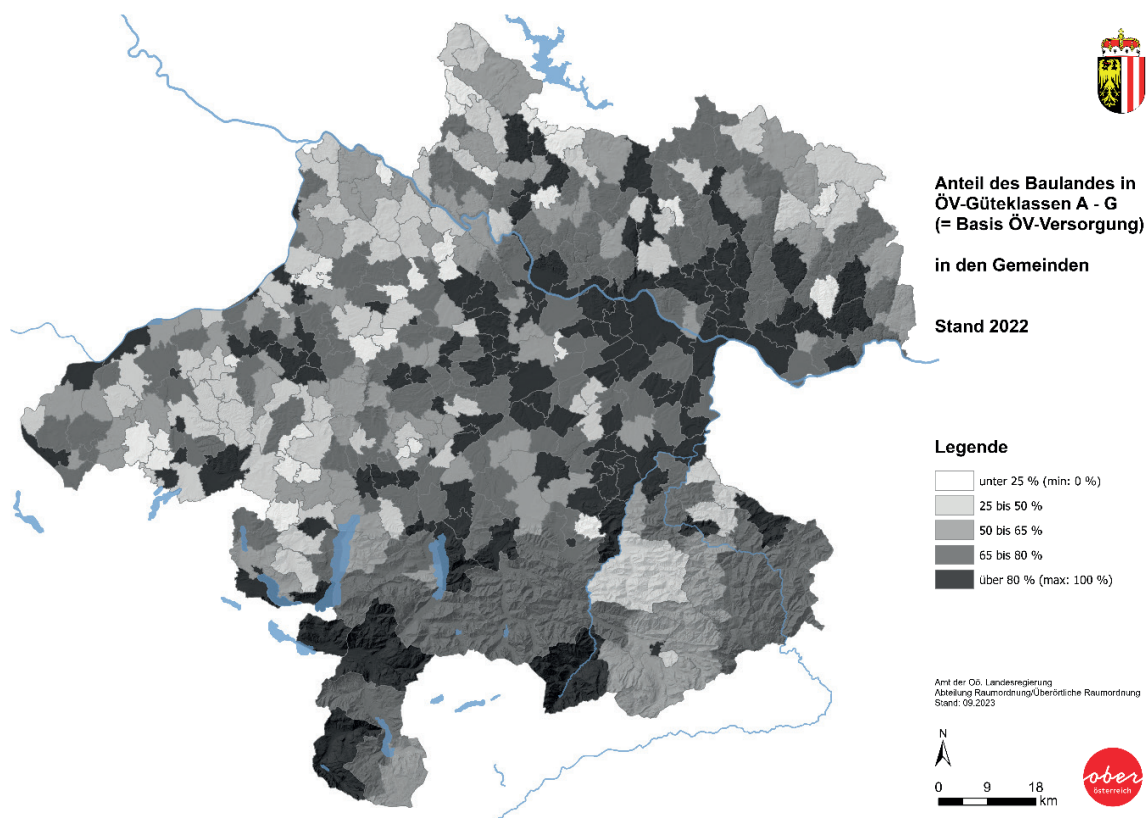 Anteil des Baulandes in
ÖV-Güteklassen A - G
(= Basis ÖV-Versorgung)
in den Gemeinden
Stand 2022
Legende
unter 25 % (min: 0 %)
25 bis 50 %
50 bis 65 %
65 bis 80 %
über 80 % (max: 100 %)
Amt der Oö. Landesregierung
Abteilung Raumordnung/Überörtliche Raumordnung
Stand: 09.2023
N
0 9 18
km
ober
österreich